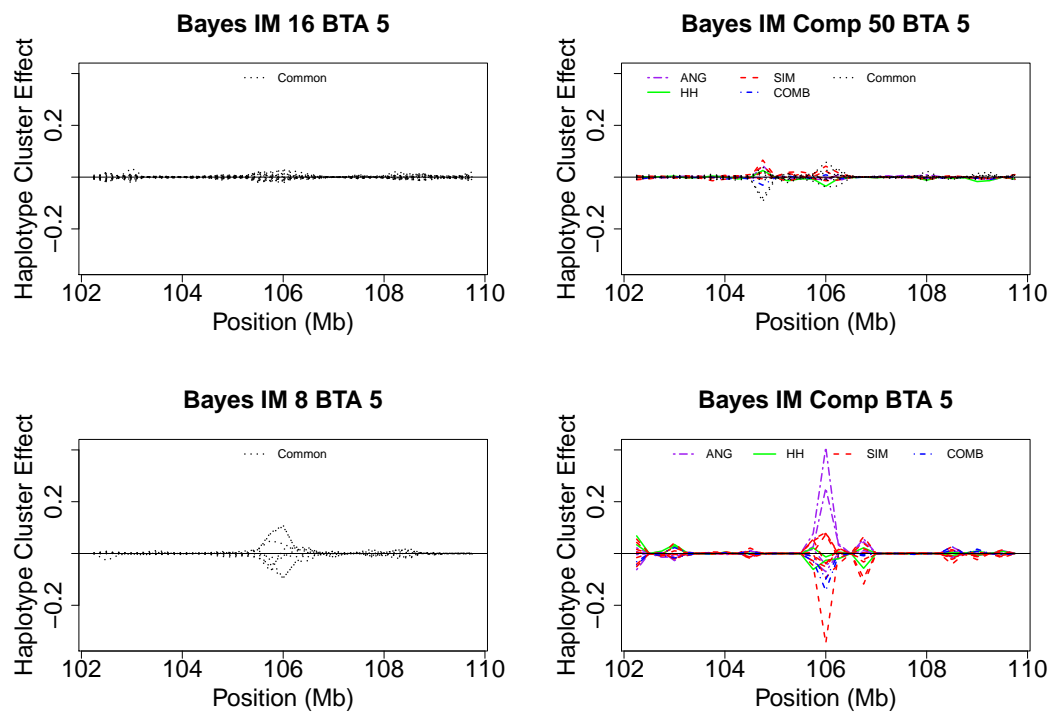 Bayes IM 16 BTA 5
Haplotype Cluster Effect
0.2
−0.2
Common
102 104 106 108 110
Position (Mb)
Bayes IM Comp 50 BTA 5
Haplotype Cluster Effect
0.2
−0.2
ANG SIM Common
HH COMB
102 104 106 108 110
Position (Mb)
Bayes IM 8 BTA 5
Haplotype Cluster Effect
0.2
−0.2
Common
102 104 106 108 110
Position (Mb)
Bayes IM Comp BTA 5
Haplotype Cluster Effect
0.2
−0.2
ANG HH SIM COMB
102 104 106 108 110
Position (Mb)